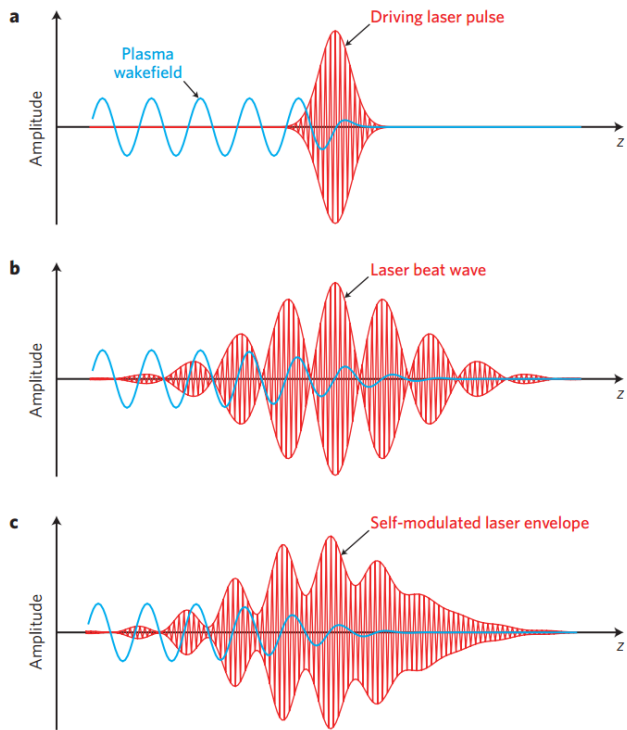 a
Driving laser pulse
Plasma
wakefield
Amplitude
z
b
Laser beat wave
Amplitude
z
c
Self-modulated laser envelope
Amplitude
z